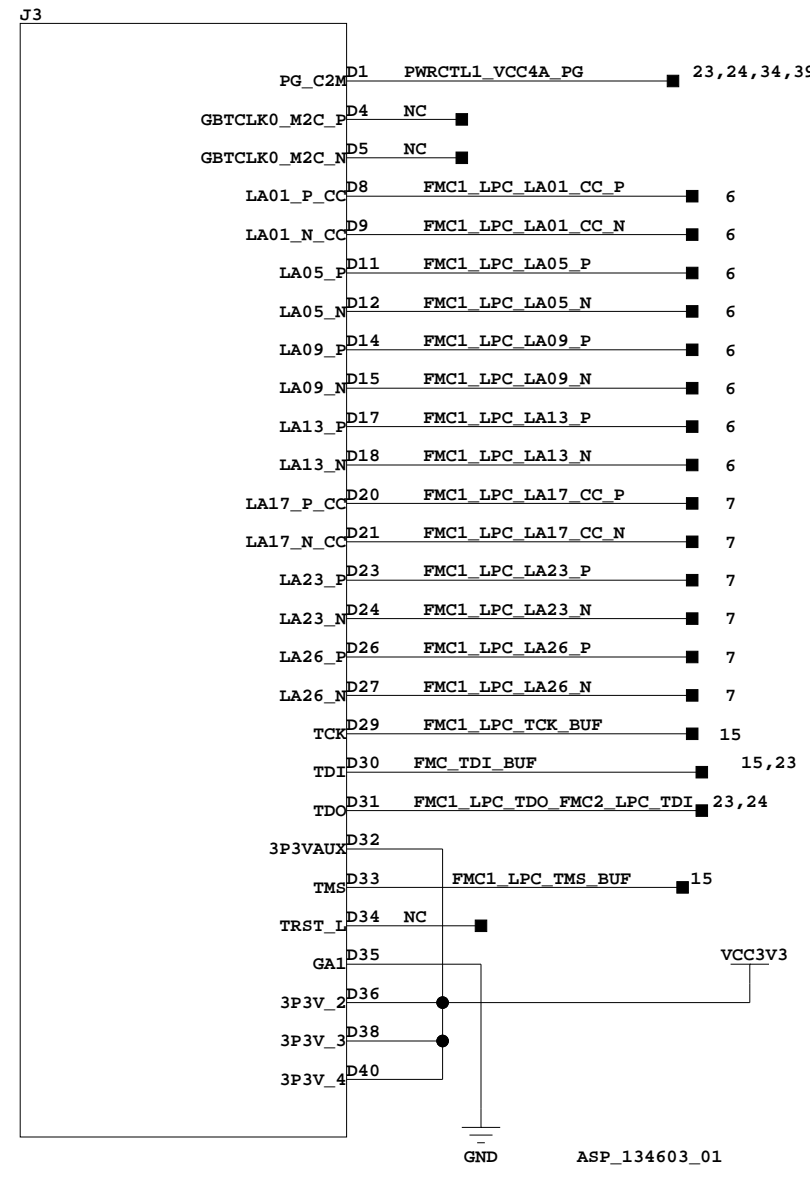 J3
PG_C2M D1 PWRCTL1_VCC4A_PG 23,24,34,39
GBTCLK0_M2C_P D4 NC
GBTCLK0_M2C_N D5 NC
LA01_P_CC D8 FMC1_LPC_LA01_CC_P 6
LA01_N_CC D9 FMC1_LPC_LA01_CC_N 6
LA05_P D11 FMC1_LPC_LA05_P 6
LA05_N D12 FMC1_LPC_LA05_N 6
LA09_P D14 FMC1_LPC_LA09_P 6
LA09_N D15 FMC1_LPC_LA09_N 6
LA13_P D17 FMC1_LPC_LA13_P 6
LA13_N D18 FMC1_LPC_LA13_N 6
LA17_P_CC D20 FMC1_LPC_LA17_CC_P 7
LA17_N_CC D21 FMC1_LPC_LA17_CC_N 7
LA23_P D23 FMC1_LPC_LA23_P 7
LA23_N D24 FMC1_LPC_LA23_N 7
LA26_P D26 FMC1_LPC_LA26_P 7
LA26_N D27 FMC1_LPC_LA26_N 7
TCK D29 FMC1_LPC_TCK_BUF 15
TDI D30 FMC_TDI_BUF 15,23
TDO D31 FMC1_LPC_TDO_FMC2_LPC_TDI 23,24
3P3VAUX D32
TMS D33 FMC1_LPC_TMS_BUF 15
TRST_L D34 NC
GA1 D35 VCC3V3
3P3V_2 D36
3P3V_3 D38
3P3V_4 D40
GND ASP_134603_01